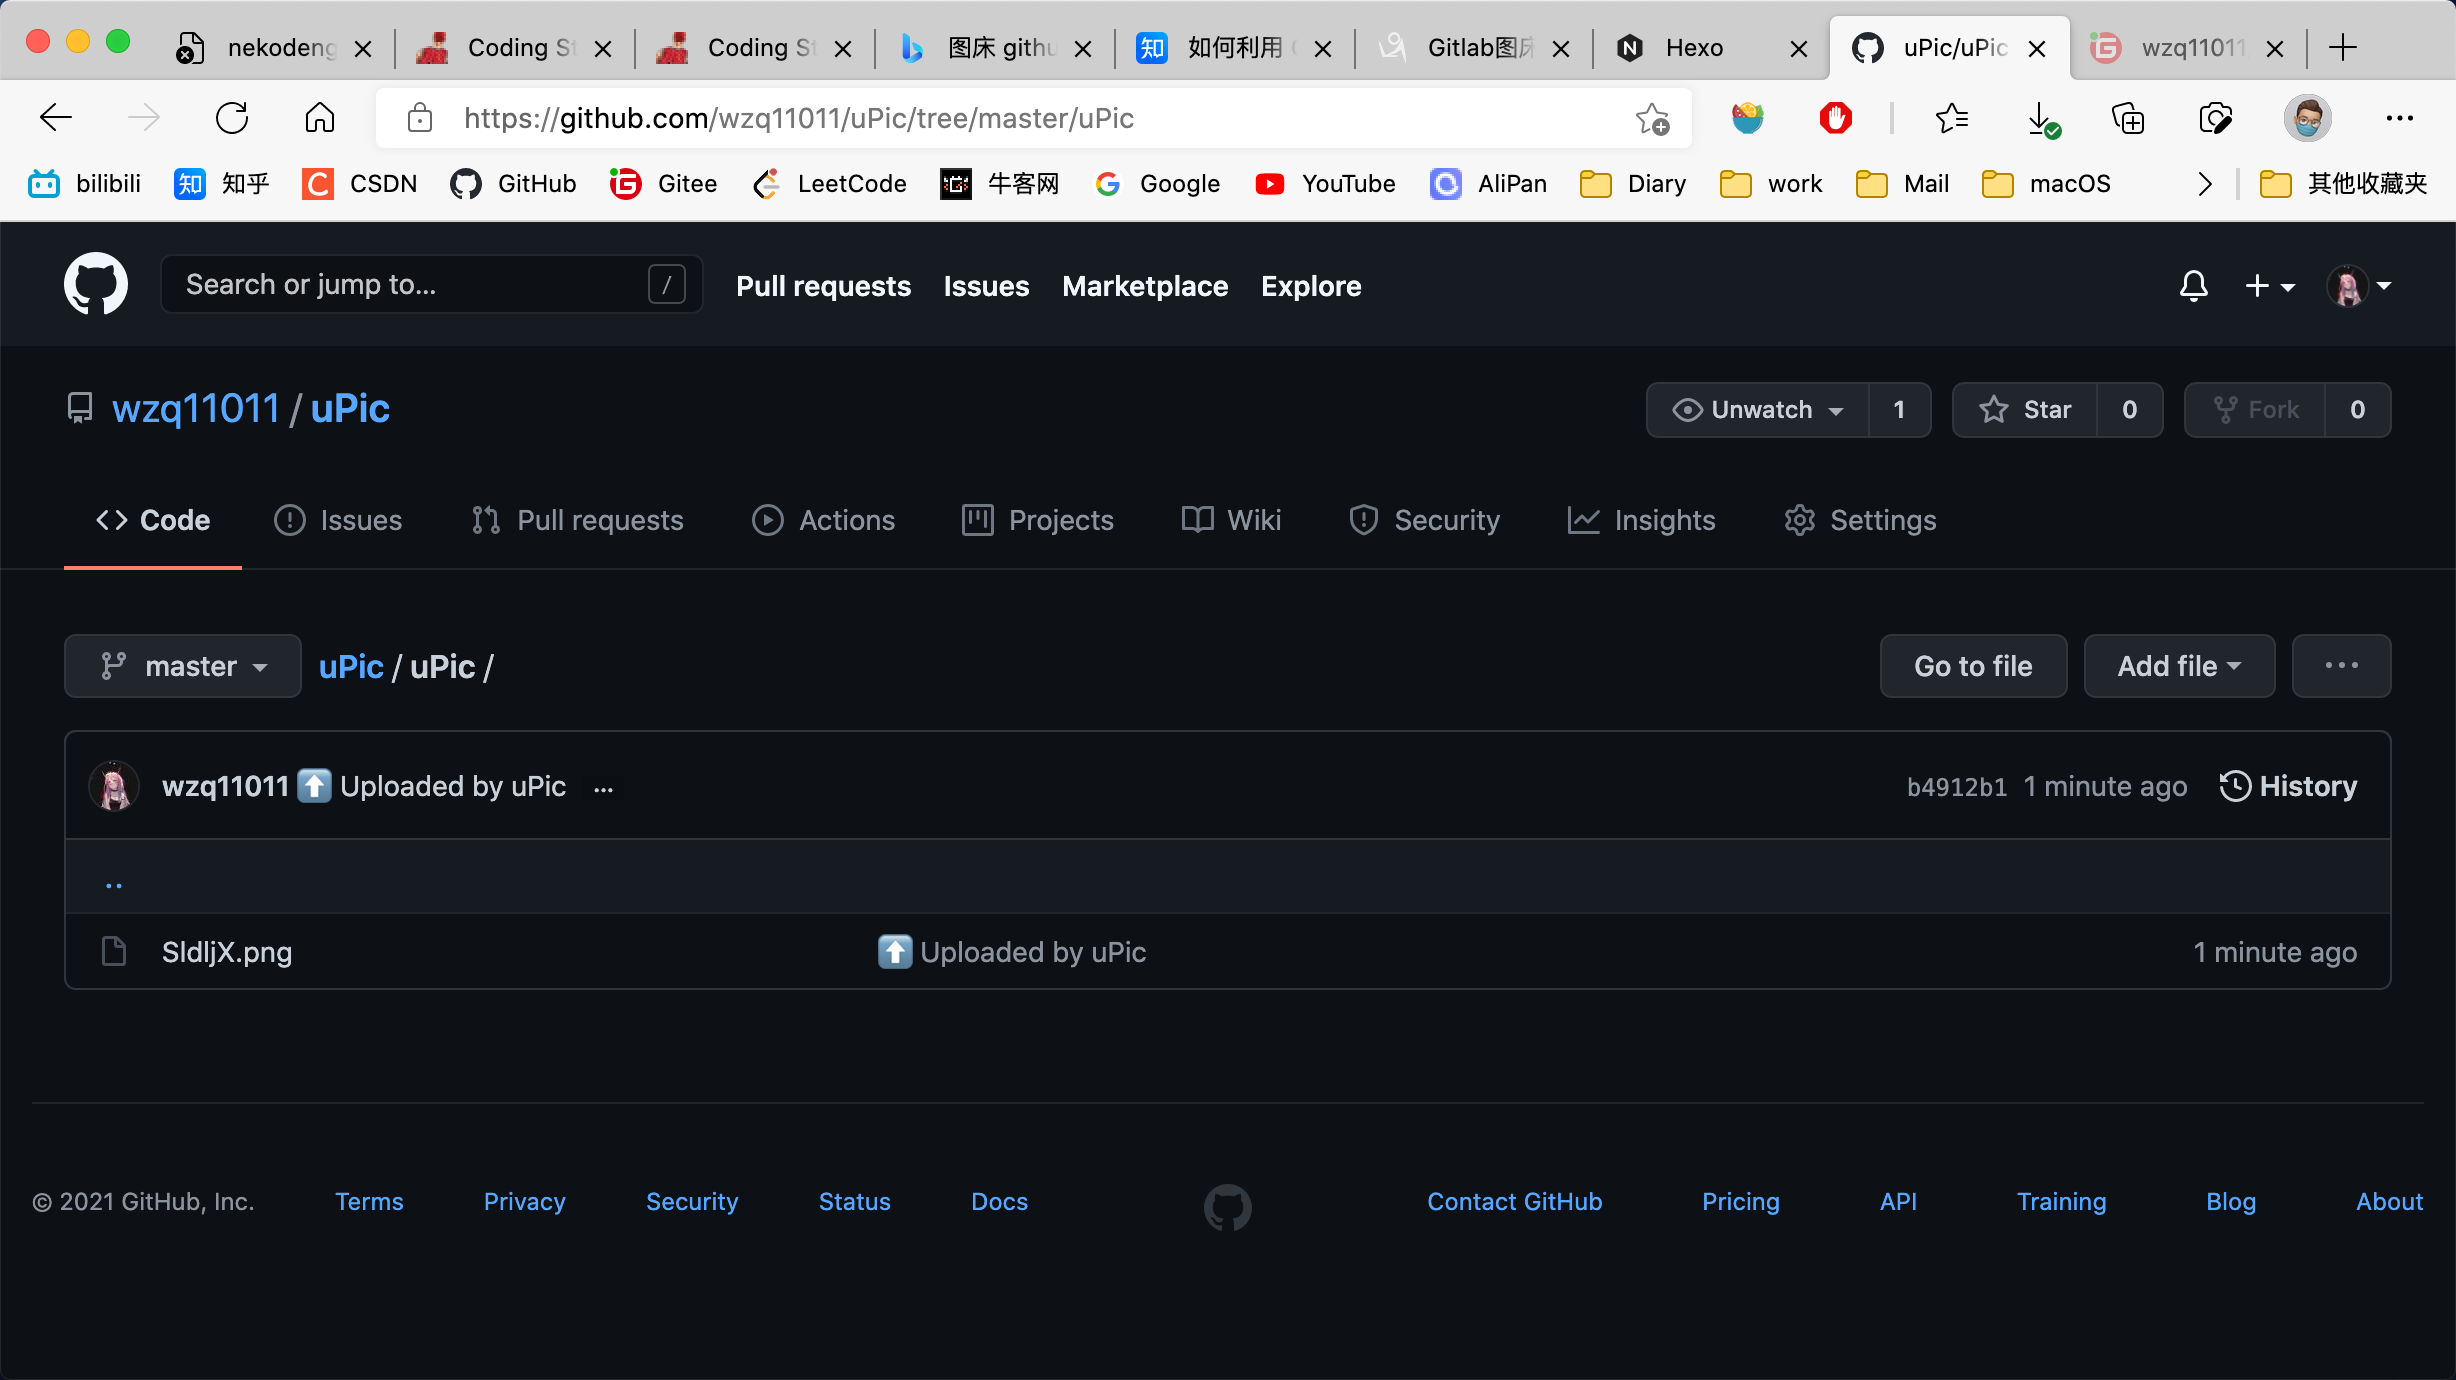 nekodeng Coding St Coding St 图床 githu 如何利用 Gitlab图床 Hexo uPic/uPic wzq11011
https://github.com/wzq11011/uPic/tree/master/uPic
bilibili 知 知乎 C CSDN GitHub Gitee LeetCode 牛客网 Google YouTube AliPan Diary work Mail macOS 其他收藏夹
Search or jump to... / Pull requests Issues Marketplace Explore
wzq11011 / uPic Unwatch 1 Star 0 Fork 0
Code Issues Pull requests Actions Projects Wiki Security Insights Settings
master uPic / uPic / Go to file Add file ...
wzq11011 ⬆️ Uploaded by uPic ... b4912b1 1 minute ago History
..
SldljX.png ⬆️ Uploaded by uPic 1 minute ago
© 2021 GitHub, Inc. Terms Privacy Security Status Docs Contact GitHub Pricing API Training Blog About